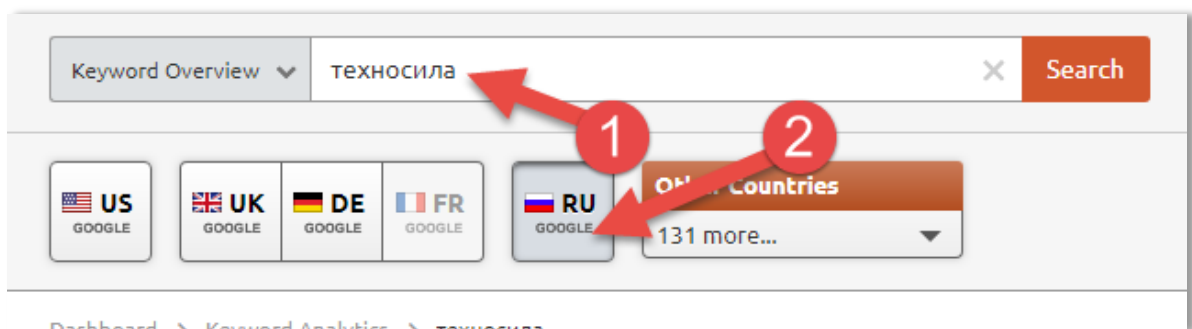 Keyword Overview техносила Search
1 2
US UK DE FR RU Other Countries
GOOGLE GOOGLE GOOGLE GOOGLE GOOGLE 131 more...
Dashboard > Keyword Analytics > техносила